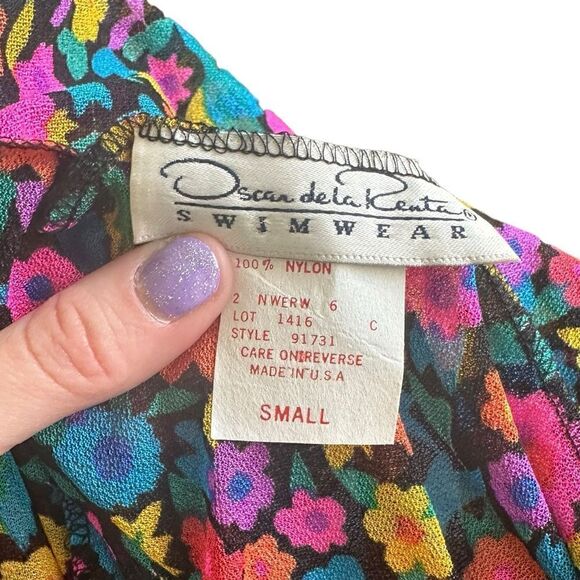 Oscar de la Renta®
SWIMWEAR
100% NYLON
2 NWERW 6
LOT 1416 C
STYLE 91731
CARE ON REVERSE
MADE IN U.S.A
SMALL